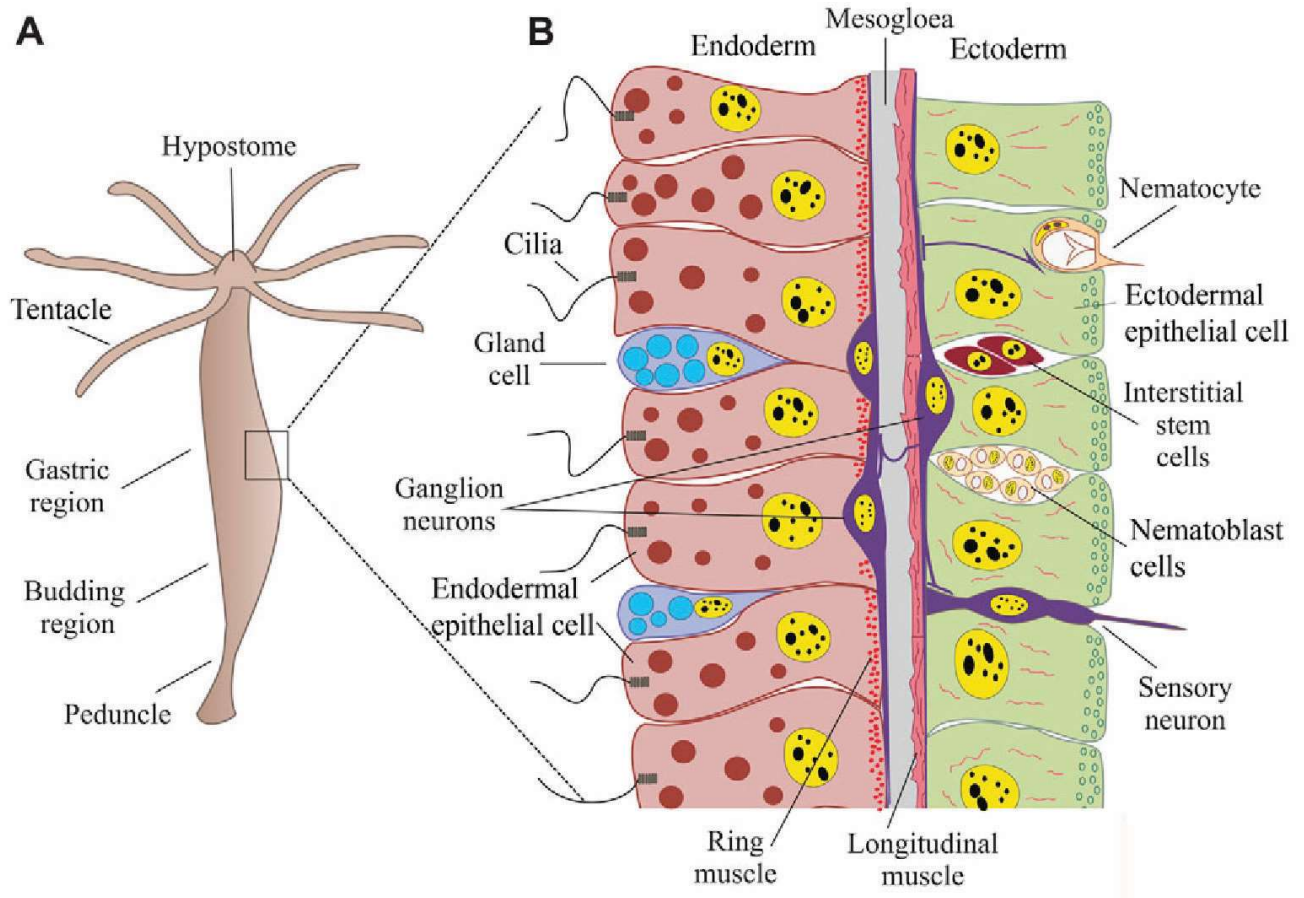 A
Hypostome
Tentacle
Gastric
region
Budding
region
Peduncle
B
Mesogloea
Endoderm
Ectoderm
Cilia
Gland
cell
Ganglion
neurons
Endodermal
epithelial cell
Nematocyte
Ectodermal
epithelial cell
Interstitial
stem
cells
Nematoblast
cells
Sensory
neuron
Ring
muscle
Longitudinal
muscle